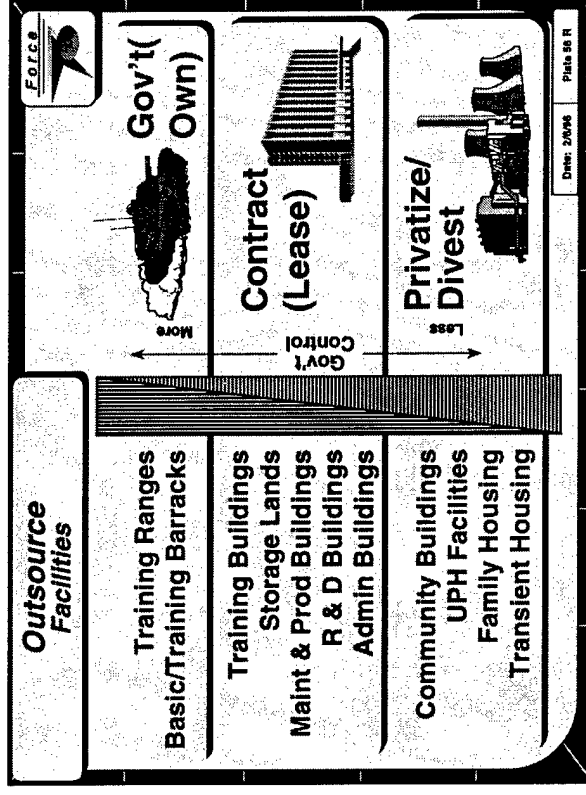 Outsource
Facilities
Force
Training Ranges
Basic/Training Barracks
Gov't(
Own)
More
Gov't
Control
Less
Training Buildings
Storage Lands
Maint & Prod Buildings
R & D Buildings
Admin Buildings
Contract
(Lease)
Community Buildings
UPH Facilities
Family Housing
Transient Housing
Privatize/
Divest
Date: 2/6/96 Plate 56 R